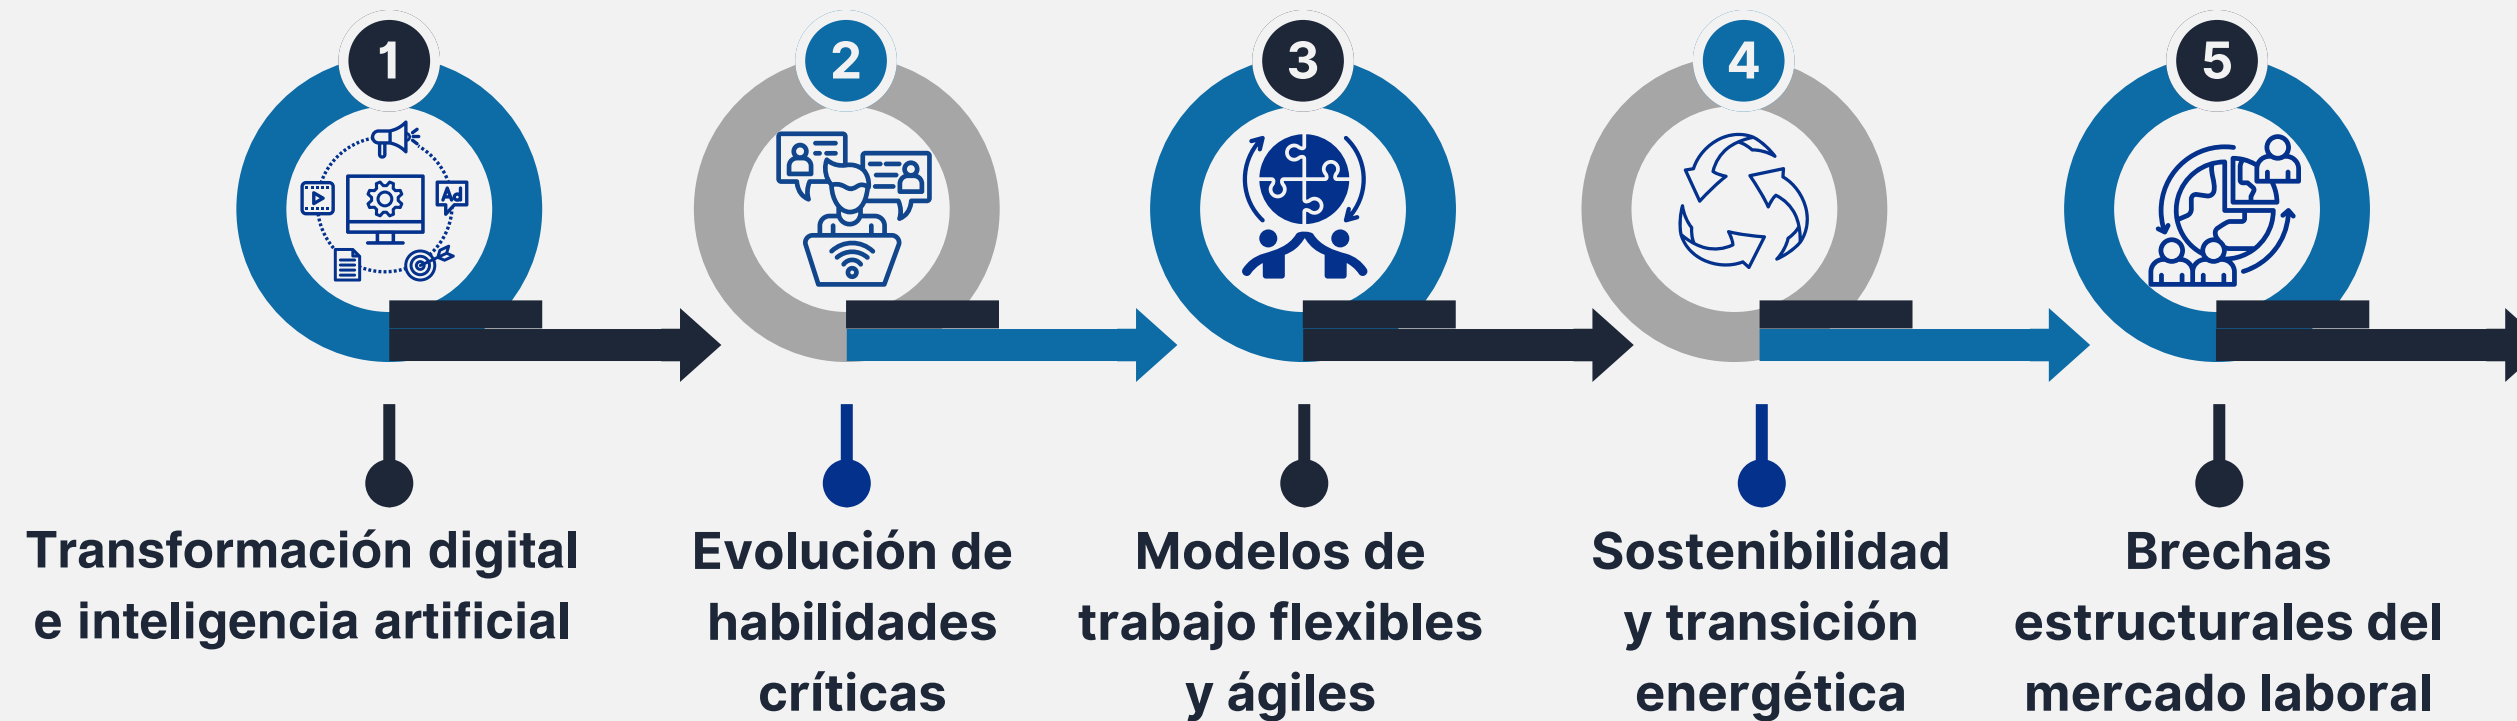 1
2
3
4
5
Ad
Transformación digital
e inteligencia artificial
Evolución de
habilidades
críticas
Modelos de
trabajo flexibles
y ágiles
Sostenibilidad
y transición
energética
Brechas
estructurales del
mercado laboral